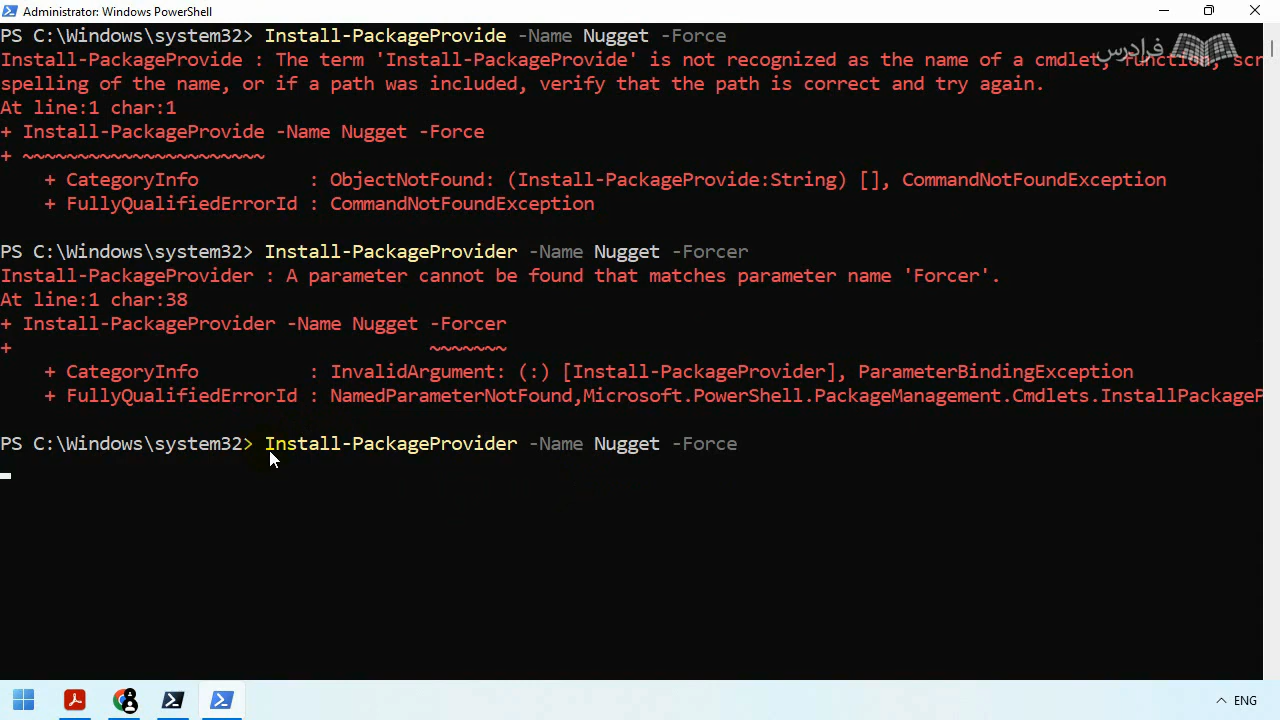 Administrator: Windows PowerShell
PS C:\Windows\system32> Install-PackageProvide -Name Nugget -Force
Install-PackageProvide : The term 'Install-PackageProvide' is not recognized as the name of a cmdlet, function, scr
spelling of the name, or if a path was included, verify that the path is correct and try again.
At line:1 char:1
+ Install-PackageProvide -Name Nugget -Force
+ ~~~~~~~~~~~~~~~~~~~~~~
+ CategoryInfo : ObjectNotFound: (Install-PackageProvide:String) [], CommandNotFoundException
+ FullyQualifiedErrorId : CommandNotFoundException
PS C:\Windows\system32> Install-PackageProvider -Name Nugget -Forcer
Install-PackageProvider : A parameter cannot be found that matches parameter name 'Forcer'.
At line:1 char:38
+ Install-PackageProvider -Name Nugget -Forcer
+ ~~~~~~~
+ CategoryInfo : InvalidArgument: (:) [Install-PackageProvider], ParameterBindingException
+ FullyQualifiedErrorId : NamedParameterNotFound,Microsoft.PowerShell.PackageManagement.Cmdlets.InstallPackageP
PS C:\Windows\system32> Install-PackageProvider -Name Nugget -Force
فرادرس
ENG